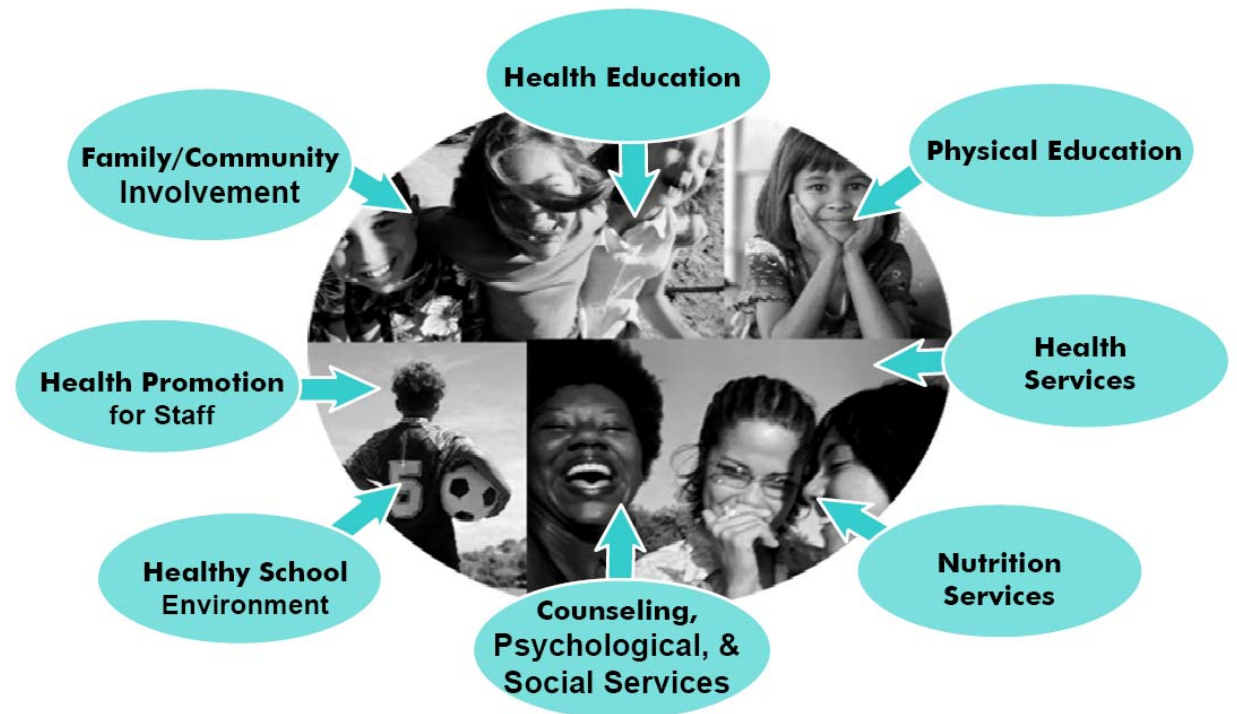 Health Education
Physical Education
Health
Services
Nutrition
Services
Counseling,
Psychological, &
Social Services
Healthy School
Environment
Health Promotion
for Staff
Family/Community
Involvement
5